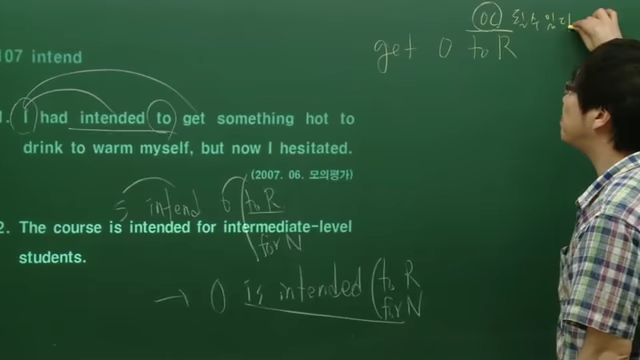 107 intend
OC 될 수 있다
get O to R
1. I had intended to get something hot to
drink to warm myself, but now I hesitated.
(2007. 06. 모의평가)
S intend O to R
for N
2. The course is intended for intermediate-level
students.
→ O is intended to R
for N